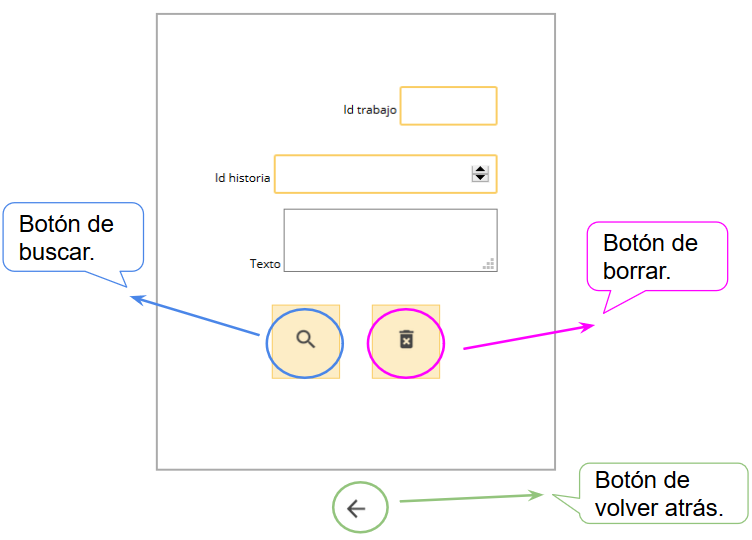 Id trabajo
Id historia
Botón de
buscar.
Texto
Botón de
borrar.
Botón de
volver atrás.